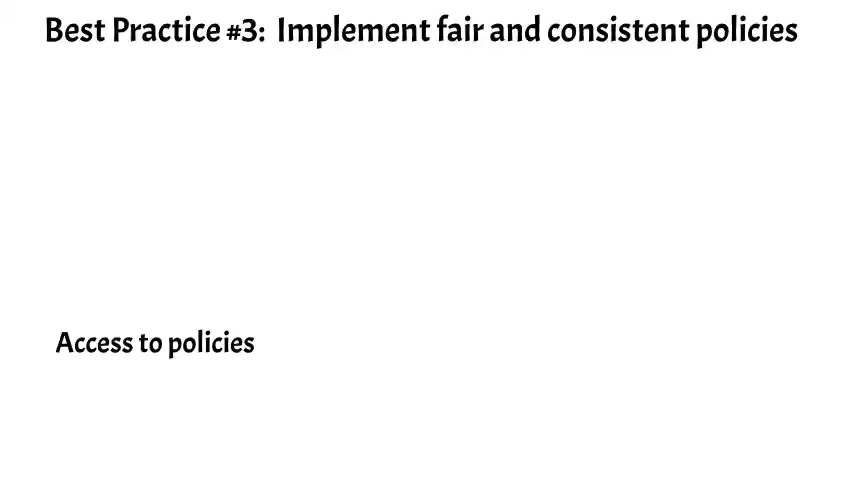 Best Practice #3:  Implement fair and consistent policies
Access to policies